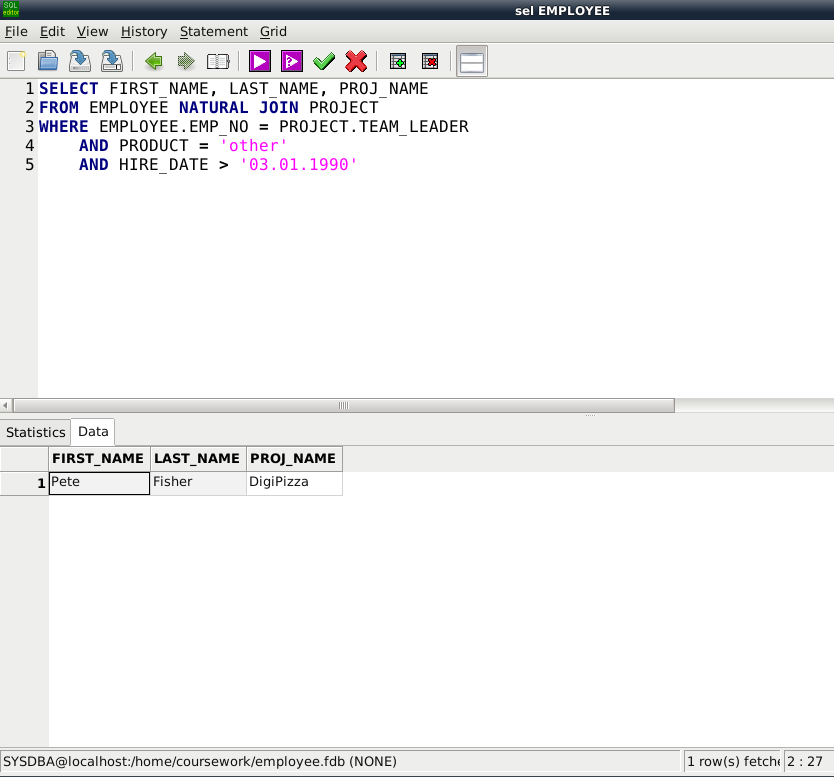 SQL
editor
sel EMPLOYEE
File Edit View History Statement Grid
1 SELECT FIRST_NAME, LAST_NAME, PROJ_NAME
2 FROM EMPLOYEE NATURAL JOIN PROJECT
3 WHERE EMPLOYEE.EMP_NO = PROJECT.TEAM_LEADER
4 AND PRODUCT = 'other'
5 AND HIRE_DATE > '03.01.1990'
Statistics Data
FIRST_NAME LAST_NAME PROJ_NAME
1 Pete Fisher DigiPizza
SYSDBA@localhost:/home/coursework/employee.fdb (NONE) 1 row(s) fetche 2 : 27